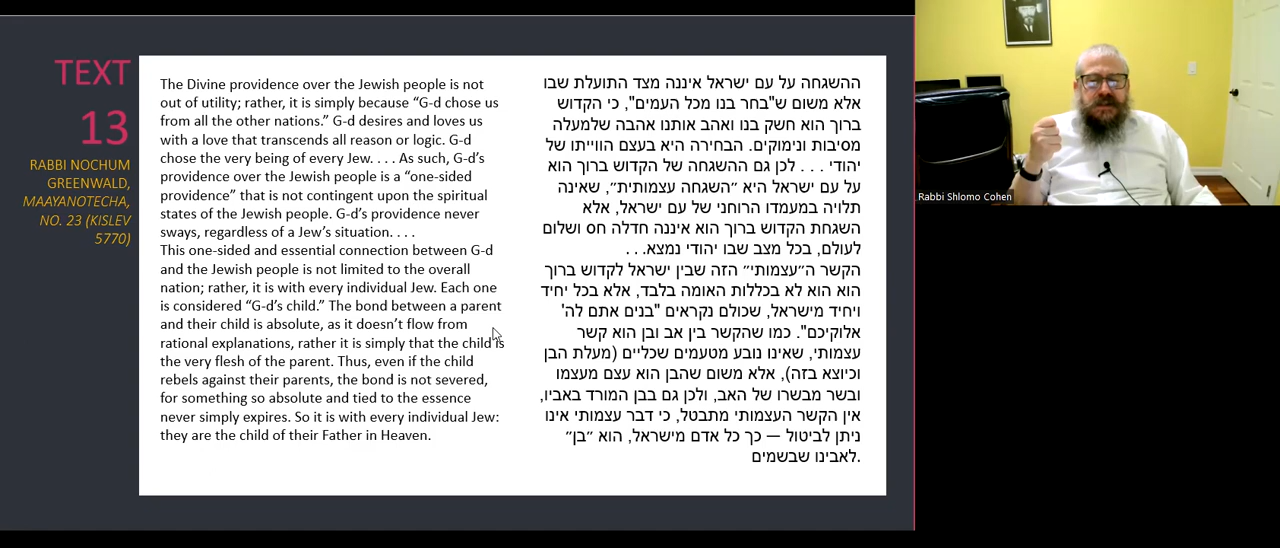 TEXT
13
RABBI NOCHUM
GREENWALD,
MAAYANOTECHA,
NO. 23 (KISLEV
5770)
The Divine providence over the Jewish people is not
out of utility; rather, it is simply because “G-d chose us
from all the other nations.” G-d desires and loves us
with a love that transcends all reason or logic. G-d
chose the very being of every Jew. . . . As such, G-d’s
providence over the Jewish people is a “one-sided
providence” that is not contingent upon the spiritual
states of the Jewish people. G-d’s providence never
sways, regardless of a Jew’s situation. . . .
This one-sided and essential connection between G-d
and the Jewish people is not limited to the overall
nation; rather, it is with every individual Jew. Each one
is considered “G-d’s child.” The bond between a parent
and their child is absolute, as it doesn’t flow from
rational explanations, rather it is simply that the child is
the very flesh of the parent. Thus, even if the child
rebels against their parents, the bond is not severed,
for something so absolute and tied to the essence
never simply expires. So it is with every individual Jew:
they are the child of their Father in Heaven.
ההשגחה על עם ישראל איננה מצד התועלת שבו
אלא משום ש"בחר בנו מכל העמים", כי הקדוש
ברוך הוא חשק בנו ואהב אותנו אהבה שלמעלה
מסיבות ונימוקים. הבחירה היא בעצם הווייתו של
יהודי . . . לכן גם ההשגחה של הקדוש ברוך הוא
על עם ישראל היא ״השגחה עצמותית״, שאינה
תלויה במעמדו הרוחני של עם ישראל, אלא
השגחת הקדוש ברוך הוא איננה חדלה חס ושלום
לעולם, בכל מצב שבו יהודי נמצא. . .
הקשר ה״עצמותי״ הזה שבין ישראל לקדוש ברוך
הוא הוא לא בכללות האומה בלבד, אלא בכל יחיד
ויחיד מישראל, שכולם נקראים "בנים אתם לה'
אלוקיכם". כמו שהקשר בין אב ובן הוא קשר
עצמותי, שאינו נובע מטעמים שכליים (מעלת הבן
וכיוצא בזה), אלא משום שהבן הוא עצם מעצמו
ובשר מבשרו של האב, ולכן גם בבן המורד באביו,
אין הקשר העצמותי מתבטל, כי דבר עצמותי אינו
ניתן לביטול — כך כל אדם מישראל, הוא ״בן״
לאבינו שבשמים.
Rabbi Shlomo Cohen